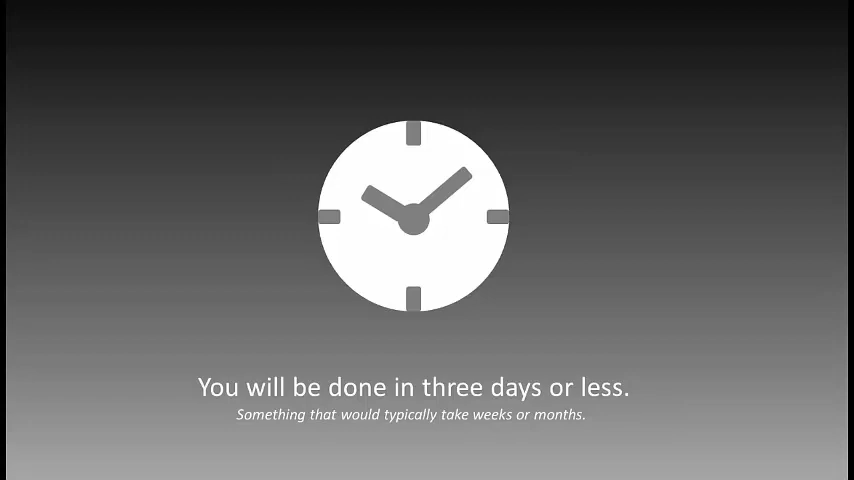 You will be done in three days or less.
Something that would typically take weeks or months.